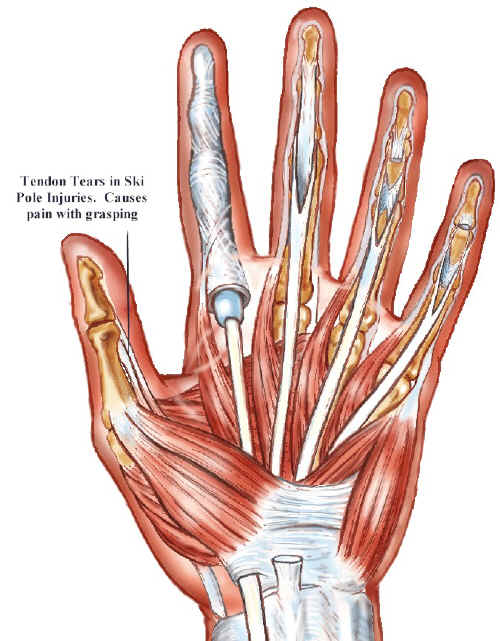 Tendon Tears in Ski
Pole Injuries.  Causes
pain with grasping